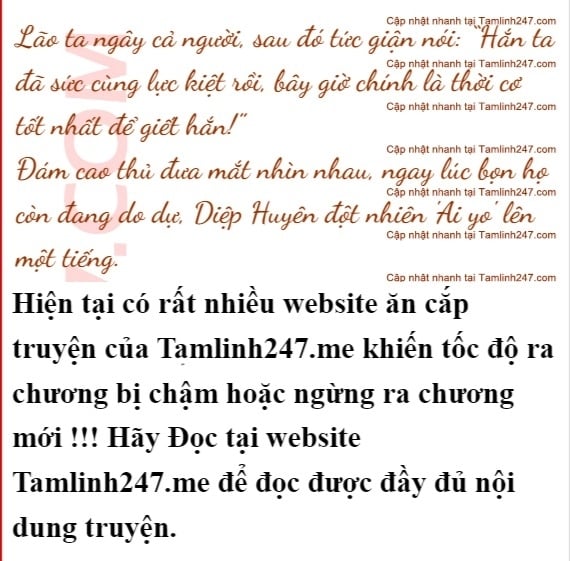 Cập nhật nhanh tại Tamlinh247.com
Lão ta ngây cả người, sau đó tức giận nói: “Hắn ta
Cập nhật nhanh tại Tamlinh247.com
đã sức cùng lực kiệt rồi, bây giờ chính là thời cơ
Cập nhật nhanh tại Tamlinh247.com
tốt nhất để giết hắn!”
Cập nhật nhanh tại Tamlinh247.com
Đám cao thủ đưa mắt nhìn nhau, ngay lúc bọn họ
Cập nhật nhanh tại Tamlinh247.com
còn đang do dự, Diệp Huyên đột nhiên 'Ai yo' lên
Cập nhật nhanh tại Tamlinh247.com
một tiếng.
Cập nhật nhanh tại Tamlinh247.com
.COM
Hiện tại có rất nhiều website ăn cắp
truyện của Tamlinh247.me khiến tốc độ ra
chương bị chậm hoặc ngừng ra chương
mới !!! Hãy Đọc tại website
Tamlinh247.me để đọc được đầy đủ nội
dung truyện.